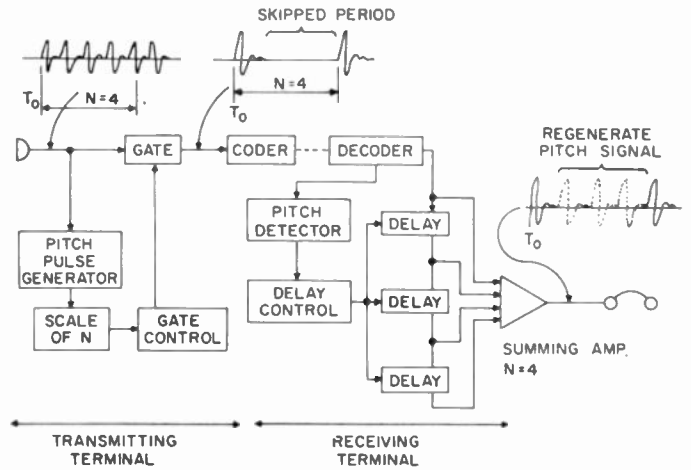 SKIPPED PERIOD
T₀
N=4
T₀
N=4
GATE
CODER
DECODER
REGENERATE
PITCH SIGNAL
T₀
PITCH
PULSE
GENERATOR
PITCH
DETECTOR
DELAY
SCALE
OF N
GATE
CONTROL
DELAY
CONTROL
DELAY
DELAY
SUMMING AMP.
N=4
TRANSMITTING
TERMINAL
RECEIVING
TERMINAL